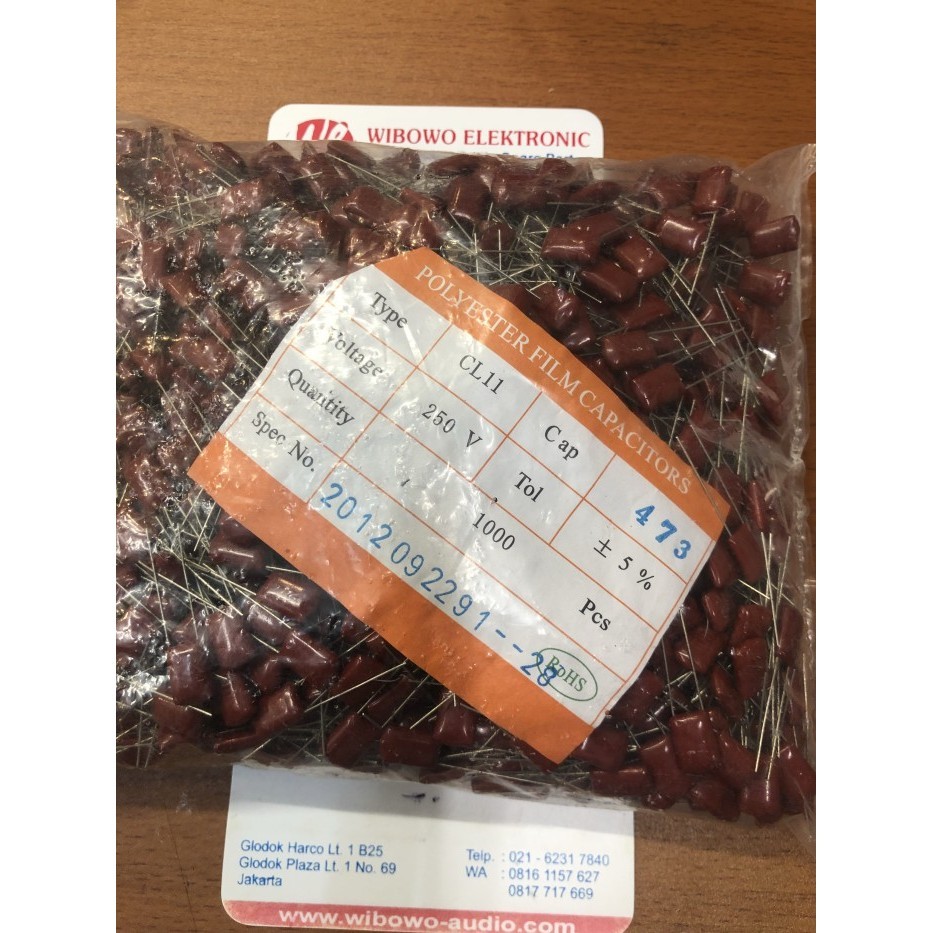 WIBOWO ELEKTRONIC
POLYESTER FILM CAPACITORS
Type CL11 Cap 473
Voltage 250 V Tol ± 5 %
Quantity 1000 Pcs
Spec No. 2012092291--28
RoHS
Glodok Harco Lt. 1 B25
Glodok Plaza Lt. 1 No. 69
Jakarta
Telp. : 021 - 6231 7840
WA : 0816 1157 627
0817 717 669
www.wibowo-audio.com